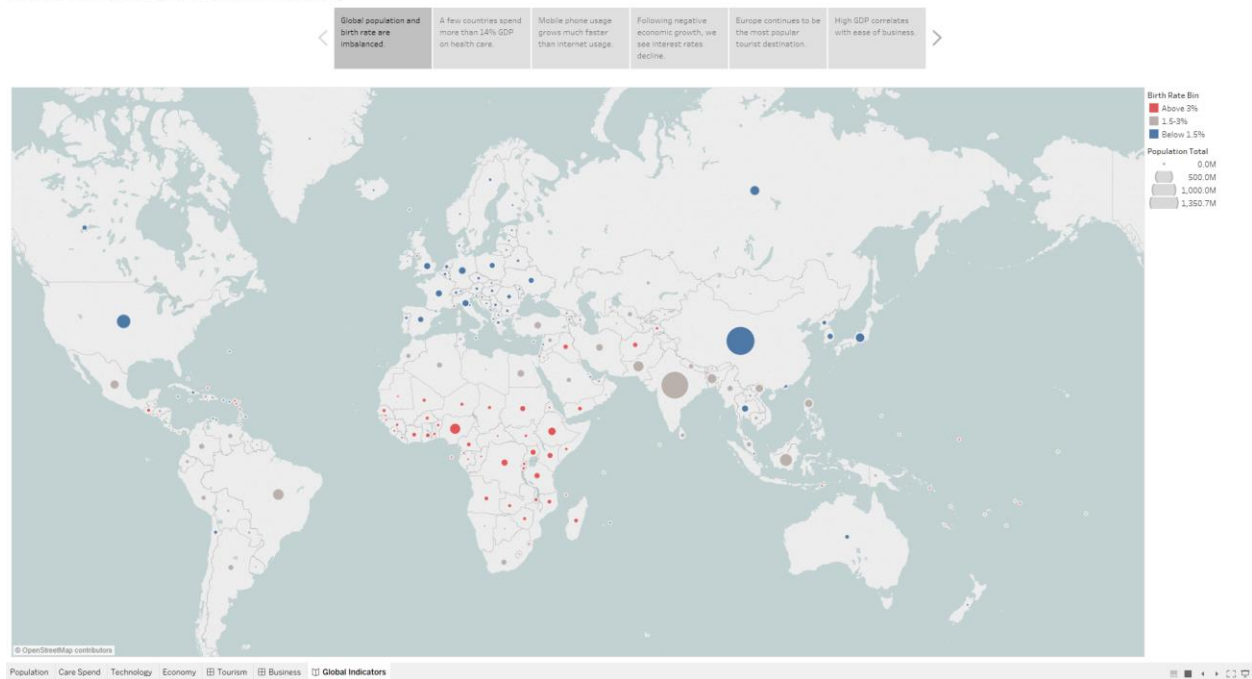 Global population and
birth rate are
imbalanced.
A few countries spend
more than 14% GDP
on health care.
Mobile phone usage
grows much faster
than internet usage.
Following negative
economic growth, we
see interest rates
decline.
Europe continues to be
the most popular
tourist destination.
High GDP correlates
with ease of business.
Birth Rate Bin
Above 3%
1.5-3%
Below 1.5%
Population Total
0.0M
500.0M
1,000.0M
1,350.7M
© OpenStreetMap contributors
Population Care Spend Technology Economy Tourism Business Global Indicators